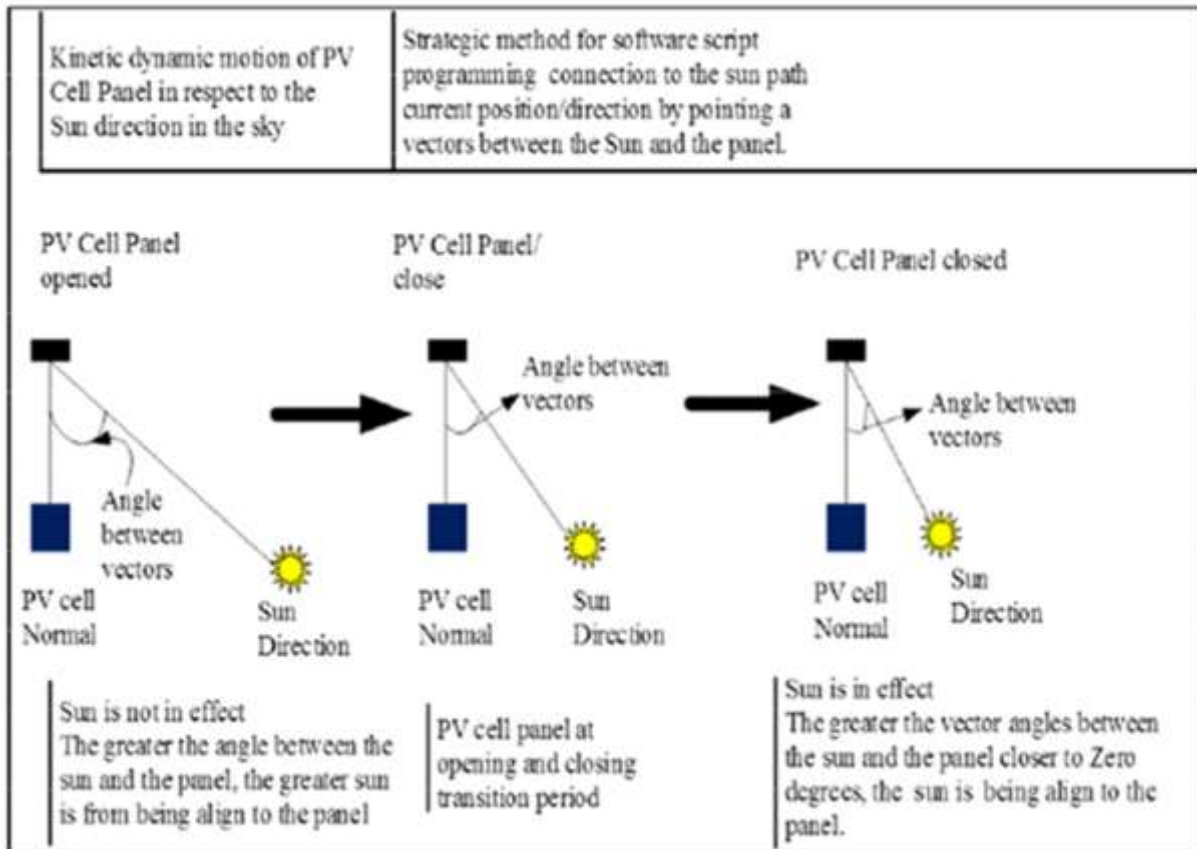 Kinetic dynamic motion of PV
Cell Panel in respect to the
Sun direction in the sky
Strategic method for software script
programming connection to the sun path
current position/direction by pointing a
vectors between the Sun and the panel.
PV Cell Panel
opened
PV Cell Panel/
close
PV Cell Panel closed
Angle
between
vectors
PV cell
Normal
Sun
Direction
Angle between
vectors
PV cell
Normal
Sun
Direction
Angle between
vectors
PV cell
Normal
Sun
Direction
Sun is not in effect
The greater the angle between the
sun and the panel, the greater sun
is from being align to the panel
PV cell panel at
opening and closing
transition period
Sun is in effect
The greater the vector angles between
the sun and the panel closer to Zero
degrees, the sun is being align to the
panel.